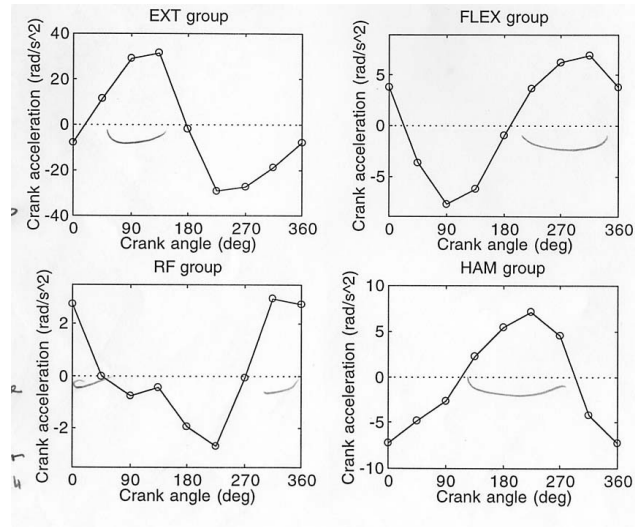 EXT group
Crank acceleration (rad/s^2)
40
20
0
-20
-40
0 90 180 270 360
Crank angle (deg)
FLEX group
Crank acceleration (rad/s^2)
5
0
-5
0 90 180 270 360
Crank angle (deg)
RF group
Crank acceleration (rad/s^2)
2
0
-2
0 90 180 270 360
Crank angle (deg)
HAM group
Crank acceleration (rad/s^2)
10
5
0
-5
-10
0 90 180 270 360
Crank angle (deg)